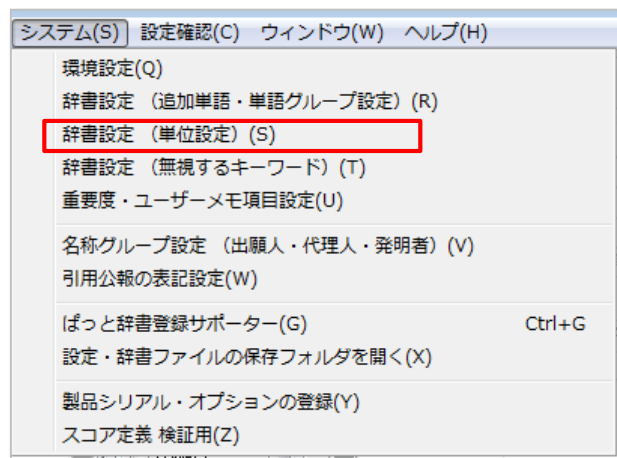 システム(S) 設定確認(C) ウィンドウ(W) ヘルプ(H)
環境設定(Q)
辞書設定 （追加単語・単語グループ設定）(R)
辞書設定 （単位設定）(S)
辞書設定 （無視するキーワード）(T)
重要度・ユーザーメモ項目設定(U)
名称グループ設定 （出願人・代理人・発明者）(V)
引用公報の表記設定(W)
ぱっと辞書登録サポーター(G) Ctrl+G
設定・辞書ファイルの保存フォルダを開く(X)
製品シリアル・オプションの登録(Y)
スコア定義 検証用(Z)